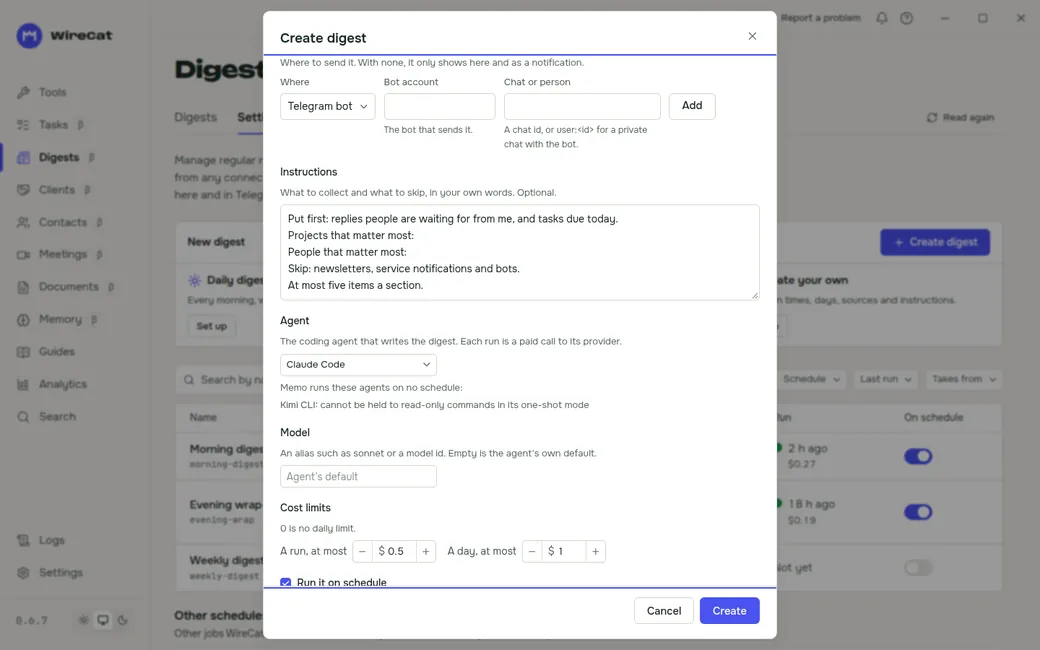 wirecat
Report a problem
Digest
Tools
Tasks β
Digests β
Clients β
Contacts β
Meetings β
Documents β
Memory β
Guides
Analytics
Search
Logs
Settings
0.6.7
Digests
Read again
Manage regular
from any connec
here and in Teleg
New digest
+ Create digest
Daily diges
Every morning, w
Set up
ate your own
n times, days, sources and instructions.
Search by na
Schedule
Last run
Takes from
Name
On schedule
Morning digest
morning-digest
2 h ago
$0.27
Evening wrap
evening-wrap
18 h ago
$0.19
Weekly digest
weekly-digest
Not yet
Other schedule
Other jobs WireCat
Create digest
Where to send it. With none, it only shows here and as a notification.
Where
Bot account
Chat or person
Telegram bot
Add
The bot that sends it.
A chat id, or user:<id> for a private
chat with the bot.
Instructions
What to collect and what to skip, in your own words. Optional.
Put first: replies people are waiting for from me, and tasks due today.
Projects that matter most:
People that matter most:
Skip: newsletters, service notifications and bots.
At most five items a section.
Agent
The coding agent that writes the digest. Each run is a paid call to its provider.
Claude Code
Memo runs these agents on no schedule:
Kimi CLI: cannot be held to read-only commands in its one-shot mode
Model
An alias such as sonnet or a model id. Empty is the agent's own default.
Agent's default
Cost limits
0 is no daily limit.
A run, at most − $ 0.5 + A day, at most − $ 1 +
Run it on schedule
Cancel
Create